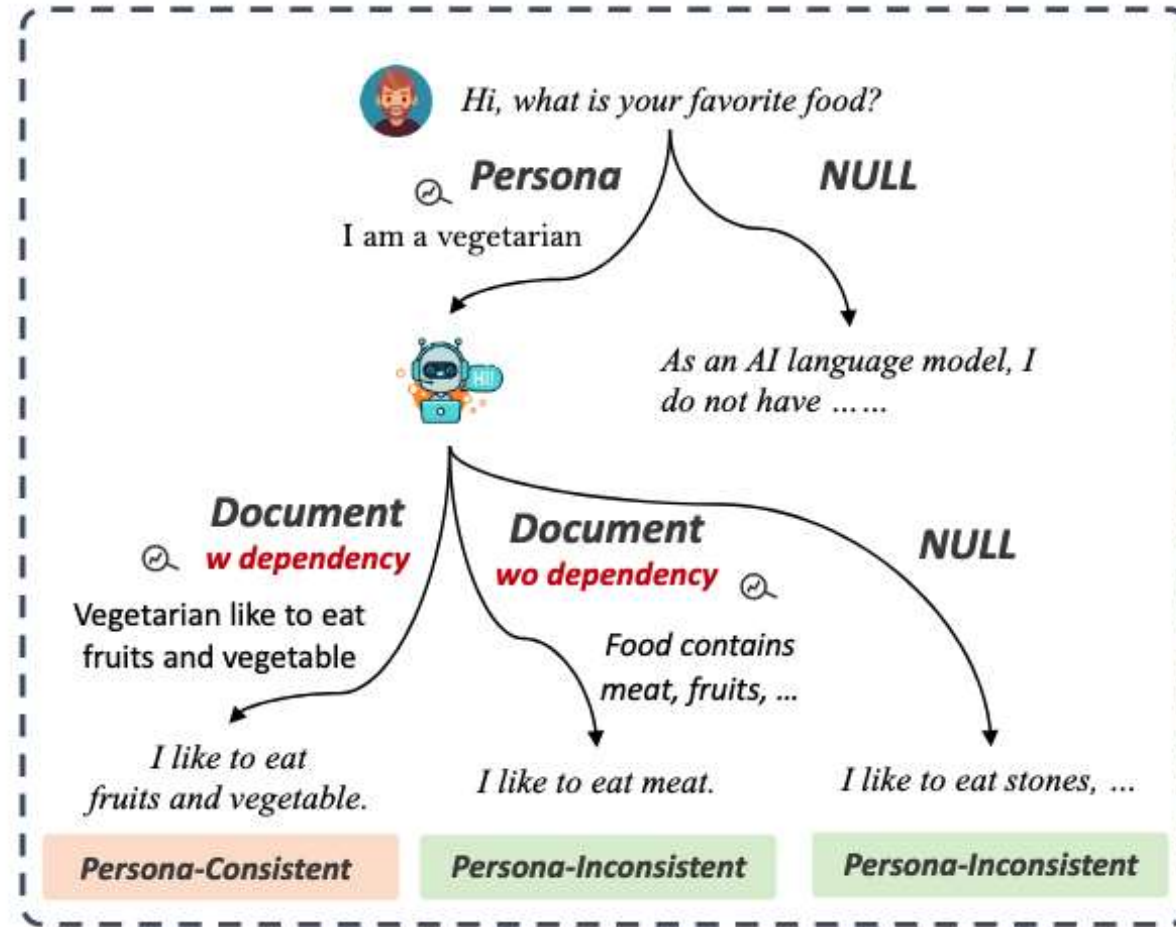 Hi, what is your favorite food?
Persona
NULL
I am a vegetarian
Hi!
As an AI language model, I
do not have ……
Document
w dependency
Document
wo dependency
NULL
Vegetarian like to eat
fruits and vegetable
Food contains
meat, fruits, ...
I like to eat
fruits and vegetable.
I like to eat meat.
I like to eat stones, ...
Persona-Consistent
Persona-Inconsistent
Persona-Inconsistent